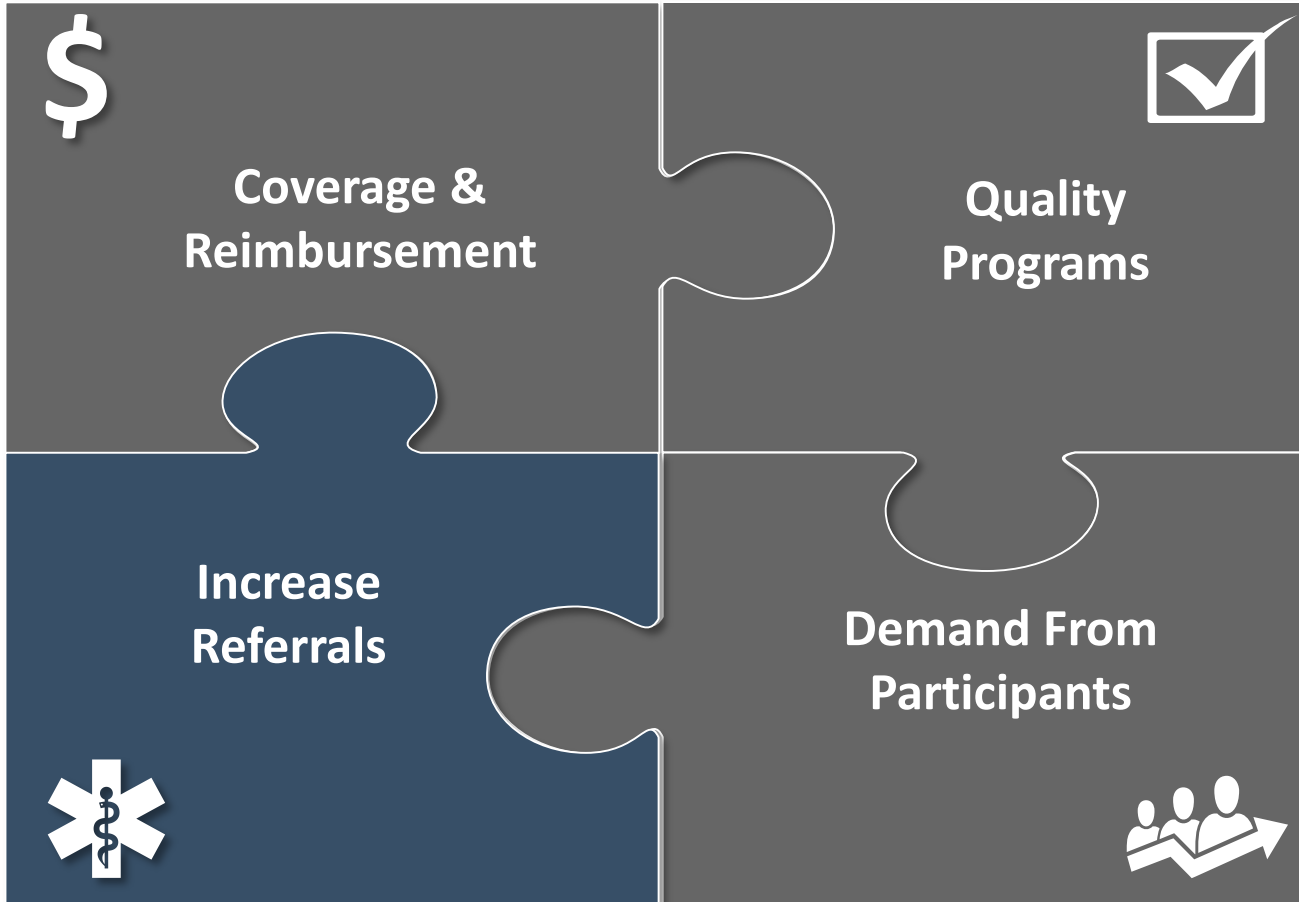 $
Coverage &
Reimbursement
Quality
Programs
Increase
Referrals
Demand From
Participants